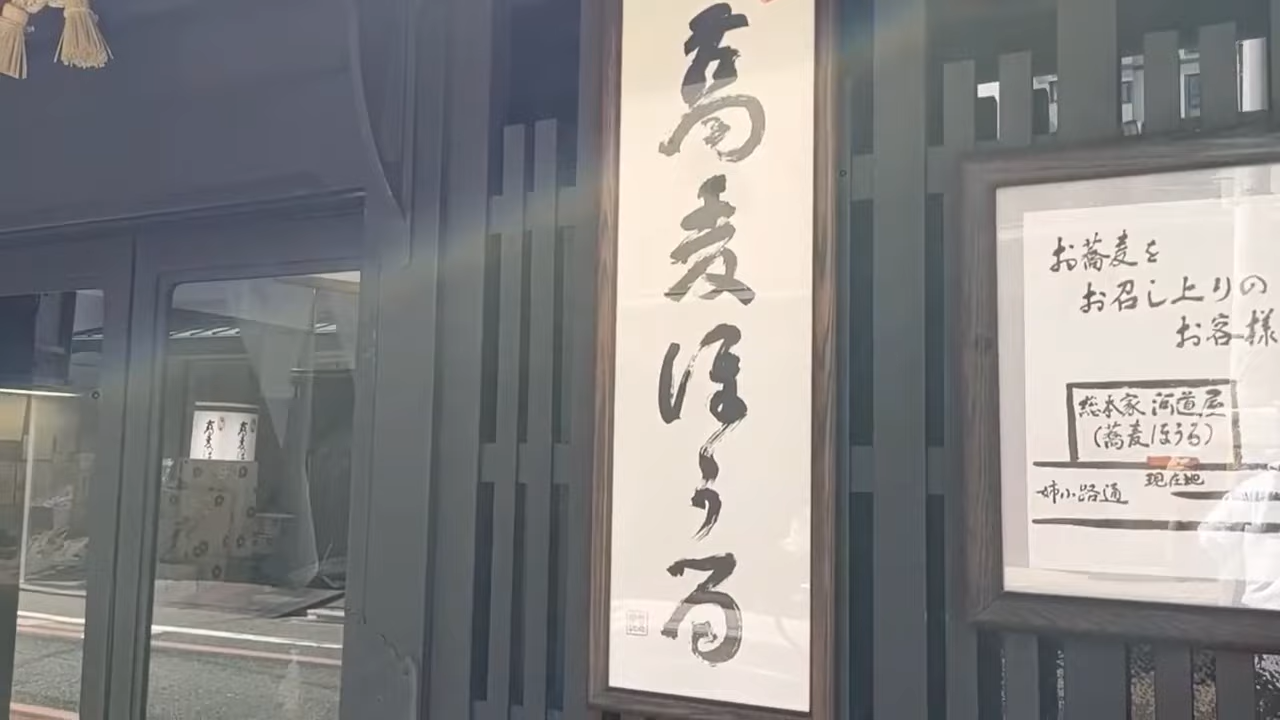 蕎麦ほうる
お蕎麦を
お召し上りの
お客様
総本家 河道屋
(蕎麦ほうる)
現在地
姉小路通